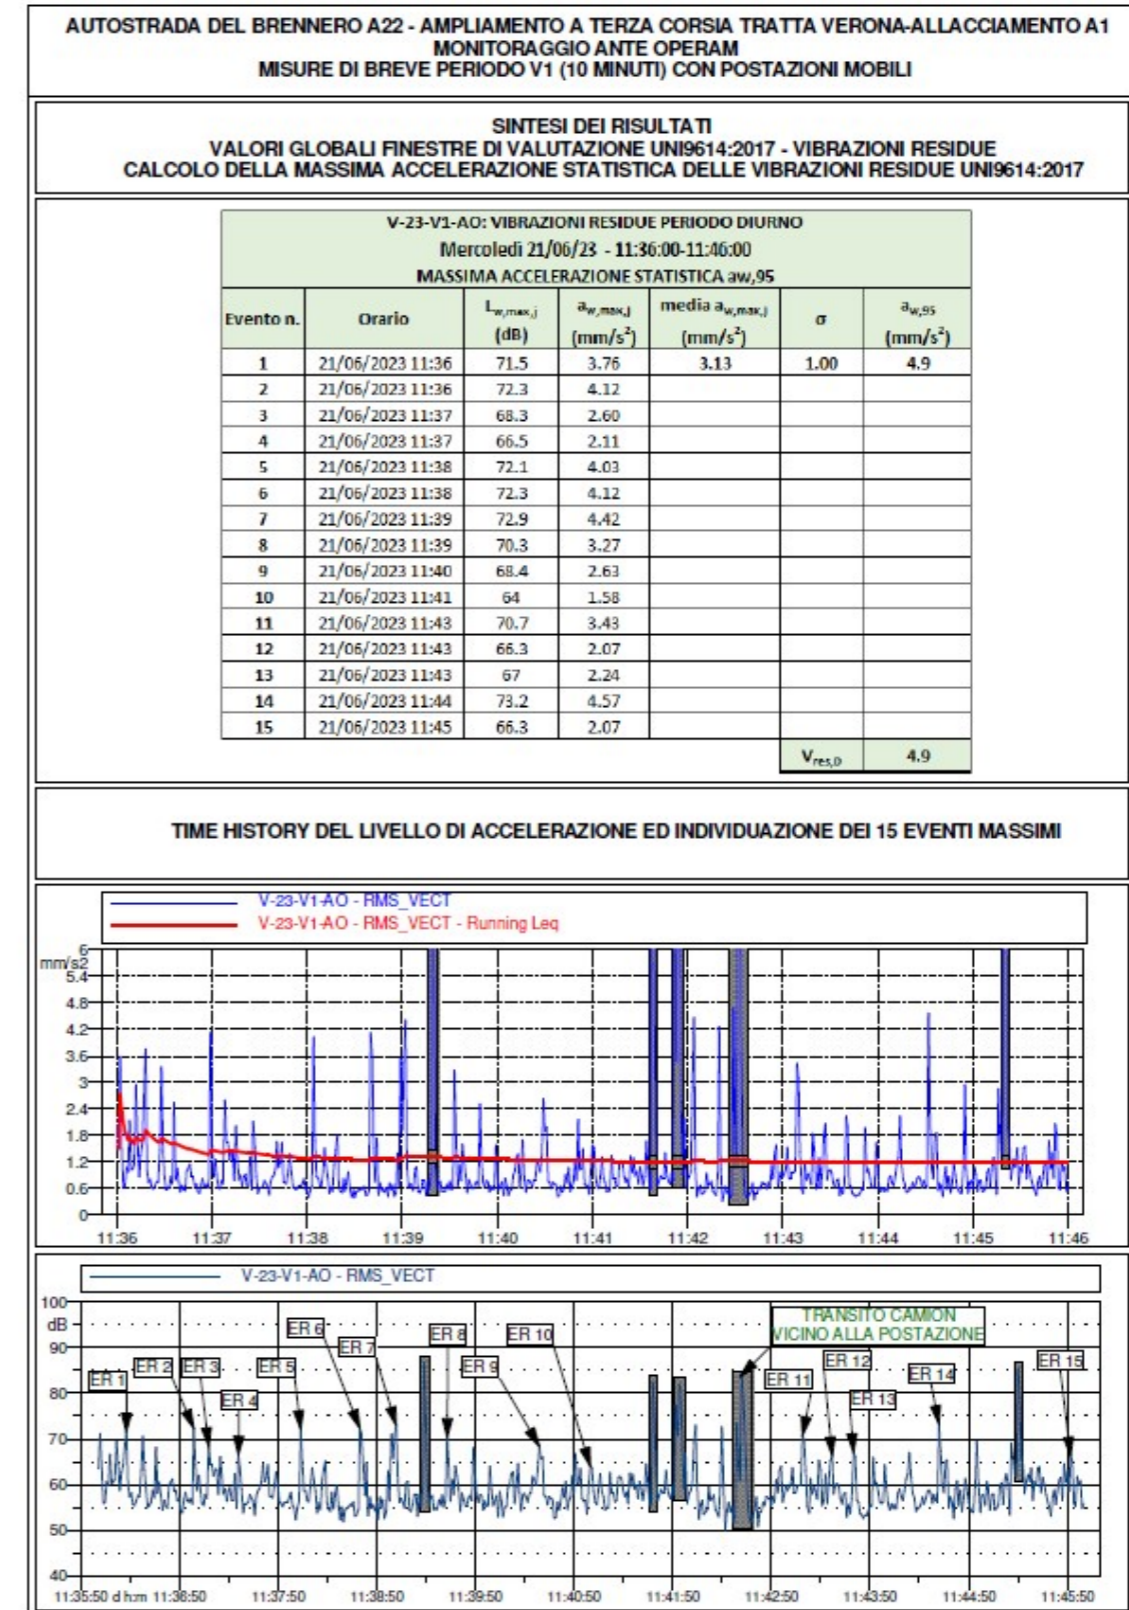 AUTOSTRADA DEL BRENNERO A22 - AMPLIAMENTO A TERZA CORSIA TRATTA VERONA-ALLACCIAMENTO A1
MONITORAGGIO ANTE OPERAM
MISURE DI BREVE PERIODO V1 (10 MINUTI) CON POSTAZIONI MOBILI
SINTESI DEI RISULTATI
VALORI GLOBALI FINESTRE DI VALUTAZIONE UNI9614:2017 - VIBRAZIONI RESIDUE
CALCOLO DELLA MASSIMA ACCELERAZIONE STATISTICA DELLE VIBRAZIONI RESIDUE UNI9614:2017
V-23-V1-AO: VIBRAZIONI RESIDUE PERIODO DIURNO
Mercoledì 21/06/23 - 11:36:00-11:46:00
MASSIMA ACCELERAZIONE STATISTICA aw,95
Evento n. Orario Lw,max,j (dB) aw,max,j (mm/s²) media aw,max,j (mm/s²) σ aw,95 (mm/s²)
1 21/06/2023 11:36 71.5 3.76 3.13 1.00 4.9
2 21/06/2023 11:36 72.3 4.12
3 21/06/2023 11:37 68.3 2.60
4 21/06/2023 11:37 66.5 2.11
5 21/06/2023 11:38 72.1 4.03
6 21/06/2023 11:38 72.3 4.12
7 21/06/2023 11:39 72.9 4.42
8 21/06/2023 11:39 70.3 3.27
9 21/06/2023 11:40 68.4 2.63
10 21/06/2023 11:41 64 1.58
11 21/06/2023 11:43 70.7 3.43
12 21/06/2023 11:43 66.3 2.07
13 21/06/2023 11:43 67 2.24
14 21/06/2023 11:44 73.2 4.57
15 21/06/2023 11:45 66.3 2.07
Vres,D 4.9
TIME HISTORY DEL LIVELLO DI ACCELERAZIONE ED INDIVIDUAZIONE DEI 15 EVENTI MASSIMI
V-23-V1-AO - RMS_VECT
V-23-V1-AO - RMS_VECT - Running Leq
6
mm/s2
5.4
4.8
4.2
3.6
3
2.4
1.8
1.2
0.6
0
11:36 11:37 11:38 11:39 11:40 11:41 11:42 11:43 11:44 11:45 11:46
V-23-V1-AO - RMS_VECT
100
dB
90
80
70
60
50
40
TRANSITO CAMION
VICINO ALLA POSTAZIONE
ER 1
ER 2
ER 3
ER 4
ER 5
ER 6
ER 7
ER 8
ER 9
ER 10
ER 11
ER 12
ER 13
ER 14
ER 15
11:35:50 d h:m 11:36:50 11:37:50 11:38:50 11:39:50 11:40:50 11:41:50 11:42:50 11:43:50 11:44:50 11:45:50